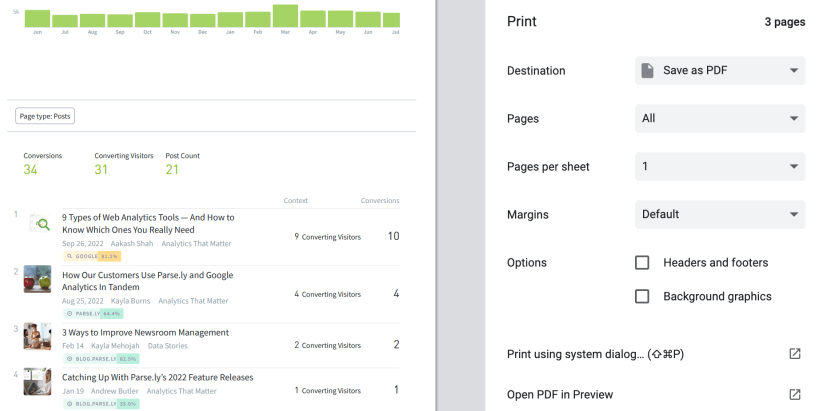 5k
Jun Jul Aug Sep Oct Nov Dec Jan Feb Mar Apr May Jun Jul
Page type: Posts
Conversions Converting Visitors Post Count
34 31 21
Context Conversions
1
9 Types of Web Analytics Tools — And How to
Know Which Ones You Really Need
Sep 26, 2022 Aakash Shah Analytics That Matter
GOOGLE 81.2%
9 Converting Visitors 10
2
How Our Customers Use Parse.ly and Google
Analytics In Tandem
Aug 25, 2022 Kayla Burns Analytics That Matter
PARSE.LY 64.4%
4 Converting Visitors 4
3
3 Ways to Improve Newsroom Management
Feb 14 Kayla Mehojah Data Stories
BLOG.PARSE.LY 82.9%
2 Converting Visitors 2
4
Catching Up With Parse.ly’s 2022 Feature Releases
Jan 19 Andrew Butler Analytics That Matter
BLOG.PARSE.LY
1 Converting Visitors 1
Print 3 pages
Destination Save as PDF
Pages All
Pages per sheet 1
Margins Default
Options Headers and footers
Background graphics
Print using system dialog… (⇧⌘P)
Open PDF in Preview